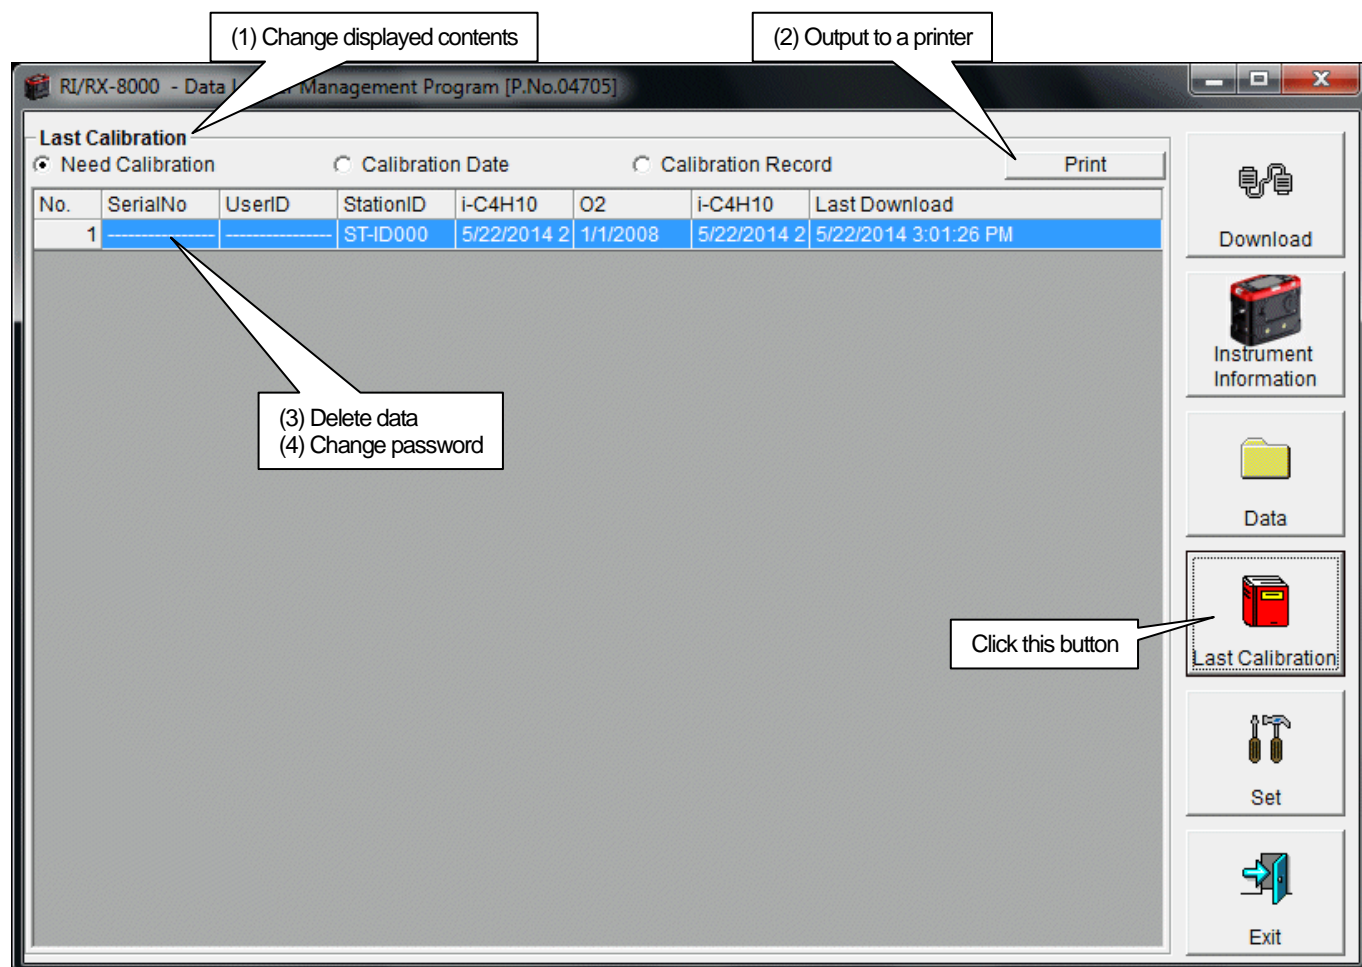 (1) Change displayed contents
(2) Output to a printer
RI/RX-8000 - Data Management Program [P.No.04705]
Last Calibration
Need Calibration Calibration Date Calibration Record Print
No. SerialNo UserID StationID i-C4H10 O2 i-C4H10 Last Download
1 ---------------- ---------------- ST-ID000 5/22/2014 2 1/1/2008 5/22/2014 2 5/22/2014 3:01:26 PM
(3) Delete data
(4) Change password
Click this button
Download
Instrument
Information
Data
Last Calibration
Set
Exit